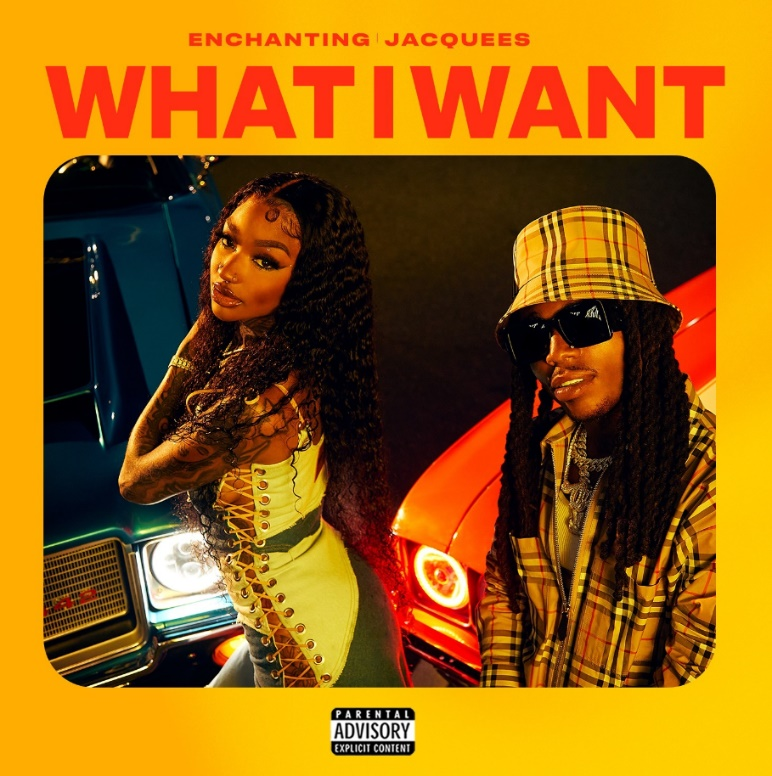 ENCHANTING | JACQUEES
WHAT I WANT
PARENTAL
ADVISORY
EXPLICIT CONTENT